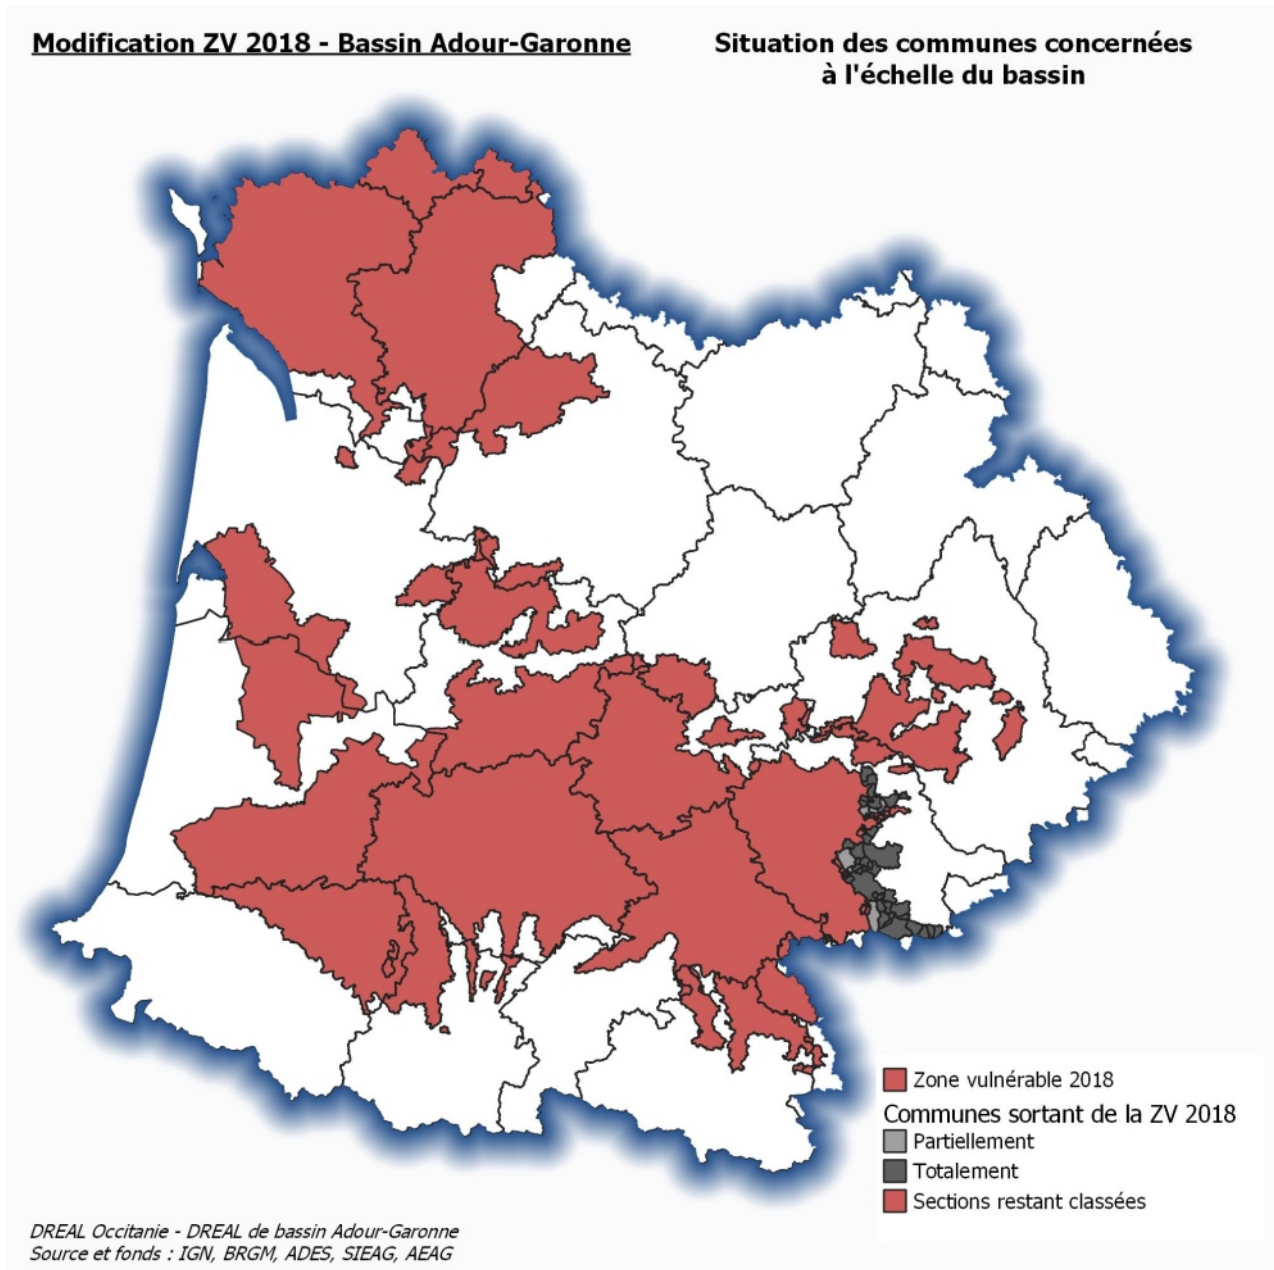 Modification ZV 2018 - Bassin Adour-Garonne
Situation des communes concernées
à l'échelle du bassin
Zone vulnérable 2018
Communes sortant de la ZV 2018
Partiellement
Totalement
Sections restant classées
DREAL Occitanie - DREAL de bassin Adour-Garonne
Source et fonds : IGN, BRGM, ADES, SIEAG, AEAG